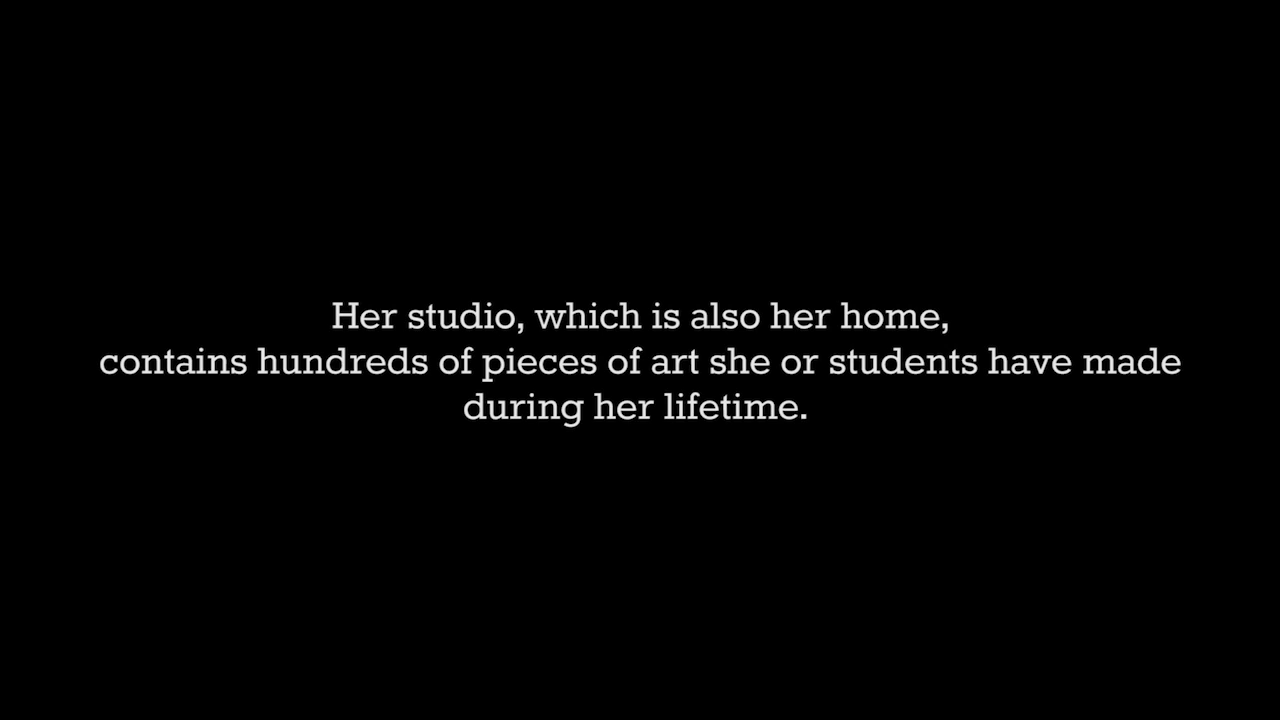 Her studio, which is also her home,
contains hundreds of pieces of art she or students have made
during her lifetime.